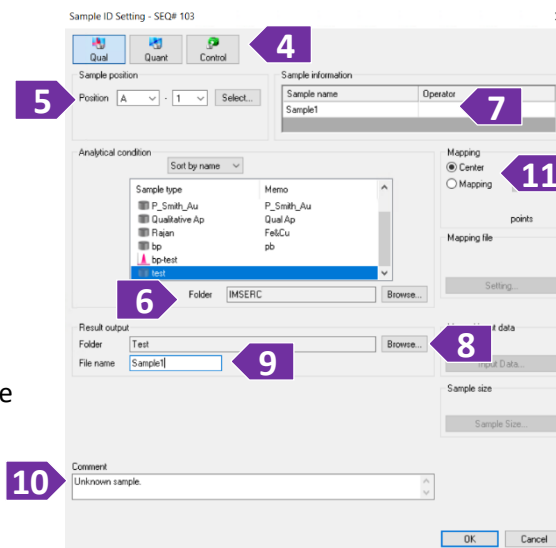 Sample ID Setting - SEQ# 103
Qual Quant Control 4
Sample position Sample information
5 Position A - 1 Select... Sample name Operator
Sample1 7
Analytical condition Mapping
Sort by name Center
Sample type Memo Mapping 11
P_Smith_Au P_Smith_Au
Qualitative Ap Qual Ap points
Rajan Fe&Cu Mapping file
bp pb
bp-test
test Setting...
6 Folder IMSERC Browse...
Result output t data
Folder Test Browse... 8
File name Sample1 9 Input Data...
e Sample size
Sample Size...
Comment
10 Unknown sample.
OK Cancel